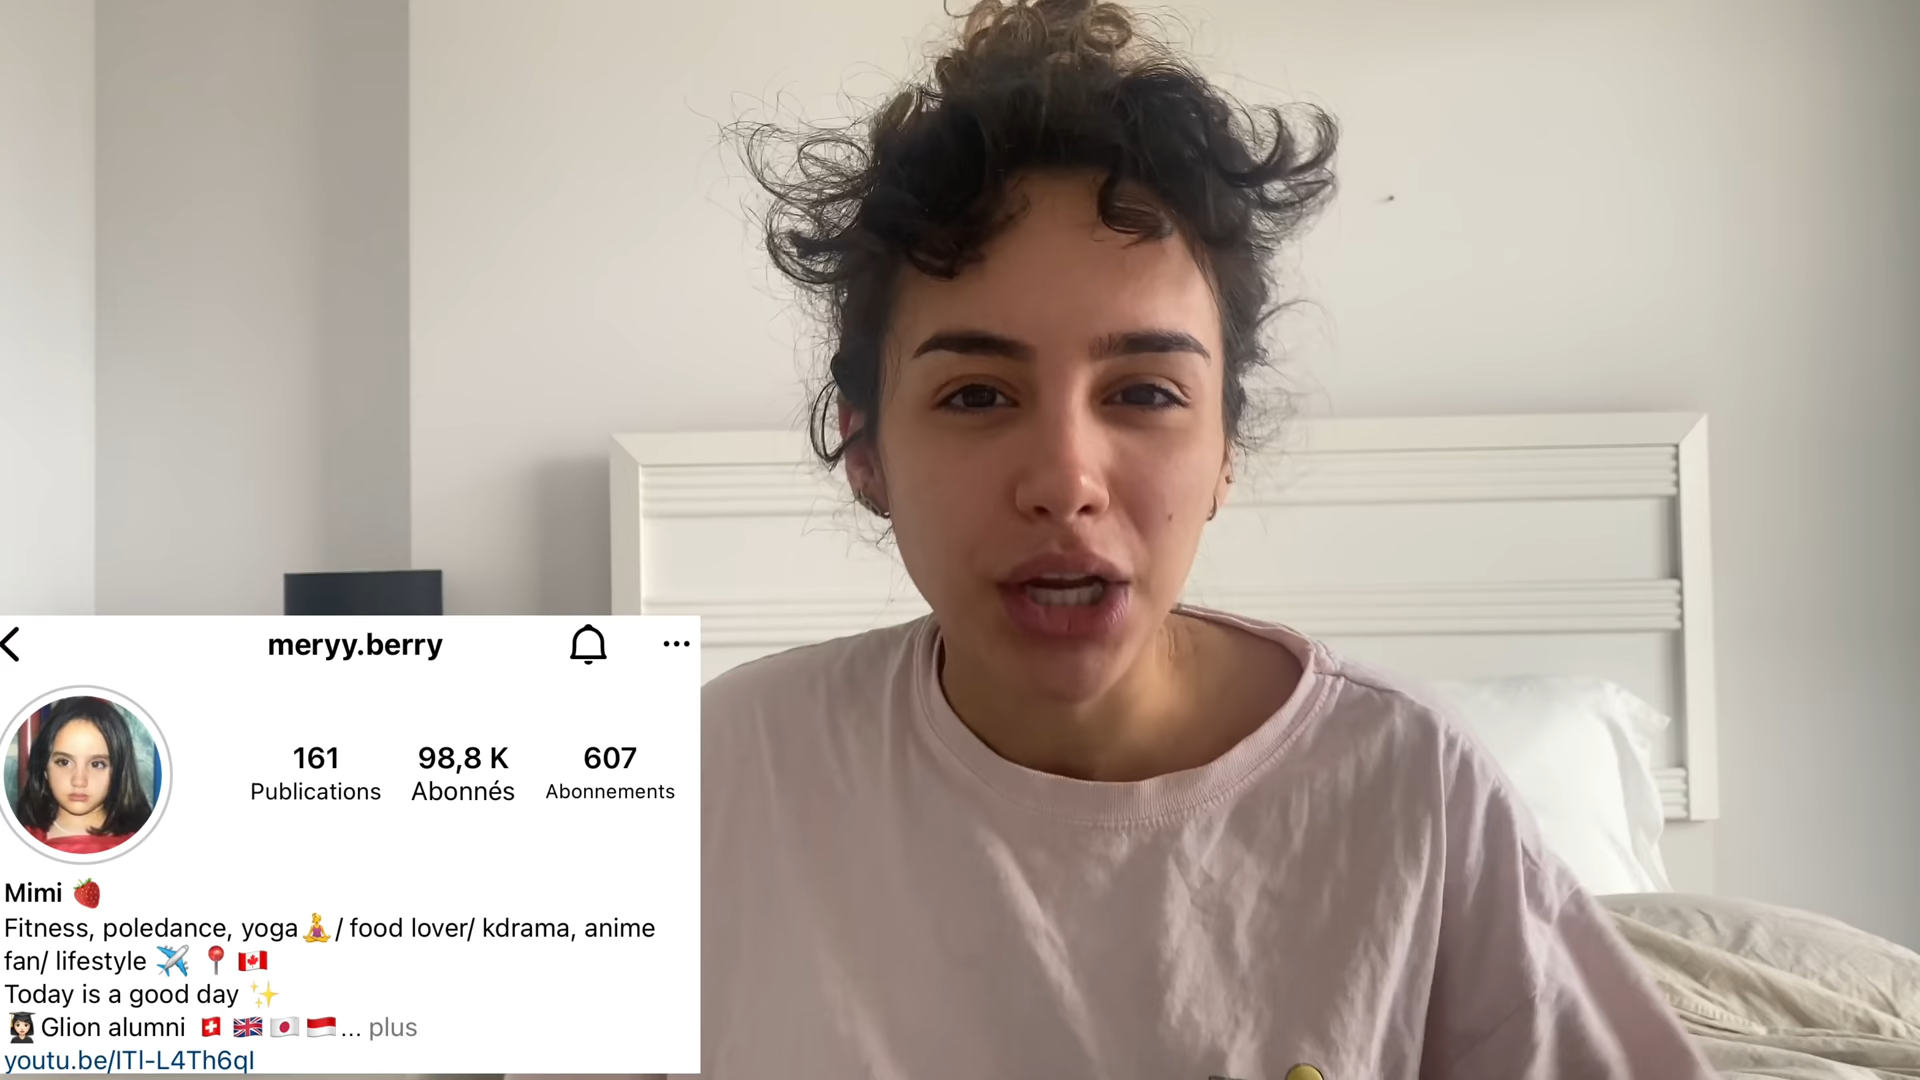 meryy.berry
161 98,8 K 607
Publications Abonnés Abonnements
Mimi 🍓
Fitness, poledance, yoga🧘‍♀️/ food lover/ kdrama, anime
fan/ lifestyle ✈️ 📍🇨🇦
Today is a good day ✨
👩🏻‍🎓Glion alumni 🇨🇭 🇬🇧 🇯🇵 🇮🇩... plus
youtu.be/ITl-L4Th6qI